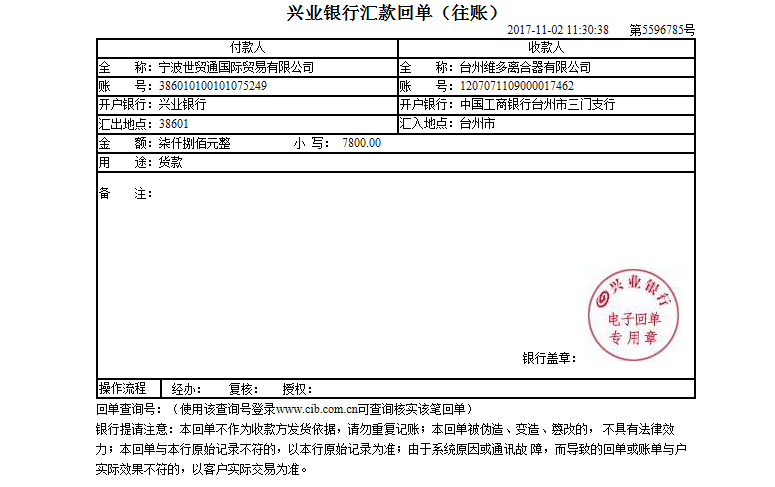 兴业银行汇款回单（往账）
2017-11-02 11:30:38 第5596785号
付款人 收款人
全 称：宁波世贸通国际贸易有限公司 全 称：台州维多离合器有限公司
账 号：386010100101075249 账 号：1207071109000017462
开户银行：兴业银行 开户银行：中国工商银行台州市三门支行
汇出地点：38601 汇入地点：台州市
金 额：柒仟捌佰元整 小 写： 7800.00
用 途：货款
备 注：
兴业银行
电子回单
专用章
银行盖章：
操作流程 经办： 复核： 授权：
回单查询号：（使用该查询号登录www.cib.com.cn可查询核实该笔回单）
银行提请注意：本回单不作为收款方发货依据，请勿重复记账；本回单被伪造、变造、篡改的， 不具有法律效
力；本回单与本行原始记录不符的，以本行原始记录为准；由于系统原因或通讯故 障，而导致的回单或账单与户
实际效果不符的，以客户实际交易为准。